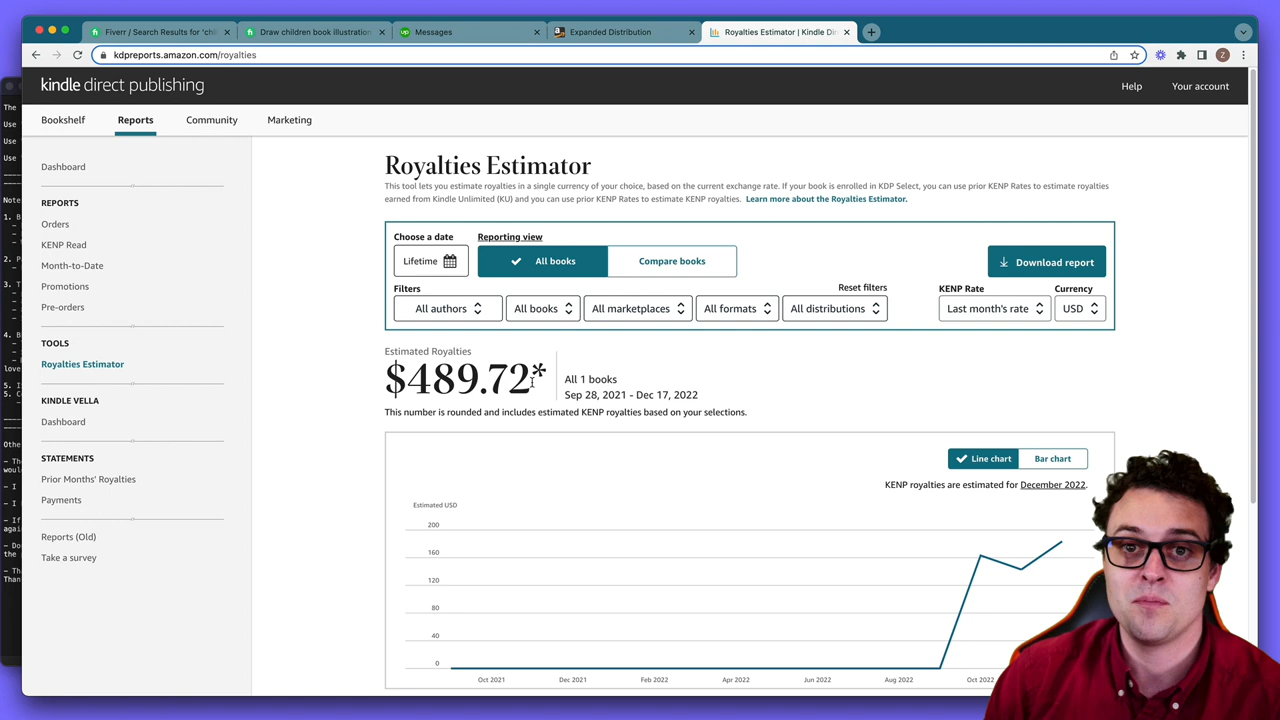 Fiverr / Search Results for 'chil
Draw children book illustration
Messages
Expanded Distribution
Royalties Estimator | Kindle Dir
kdpreports.amazon.com/royalties
Z
kindle direct publishing
Help
Your account
Bookshelf
Reports
Community
Marketing
Dashboard
REPORTS
Orders
KENP Read
Month-to-Date
Promotions
Pre-orders
TOOLS
Royalties Estimator
KINDLE VELLA
Dashboard
STATEMENTS
Prior Months' Royalties
Payments
Reports (Old)
Take a survey
Royalties Estimator
This tool lets you estimate royalties in a single currency of your choice, based on the current exchange rate. If your book is enrolled in KDP Select, you can use prior KENP Rates to estimate royalties
earned from Kindle Unlimited (KU) and you can use prior KENP Rates to estimate KENP royalties. Learn more about the Royalties Estimator.
Choose a date
Reporting view
Lifetime
All books
Compare books
Download report
Filters
Reset filters
KENP Rate
Currency
All authors
All books
All marketplaces
All formats
All distributions
Last month's rate
USD
Estimated Royalties
$489.72*
All 1 books
Sep 28, 2021 - Dec 17, 2022
This number is rounded and includes estimated KENP royalties based on your selections.
Line chart
Bar chart
KENP royalties are estimated for December 2022.
Estimated USD
200
160
120
80
40
0
Oct 2021
Dec 2021
Feb 2022
Apr 2022
Jun 2022
Aug 2022
Oct 2022